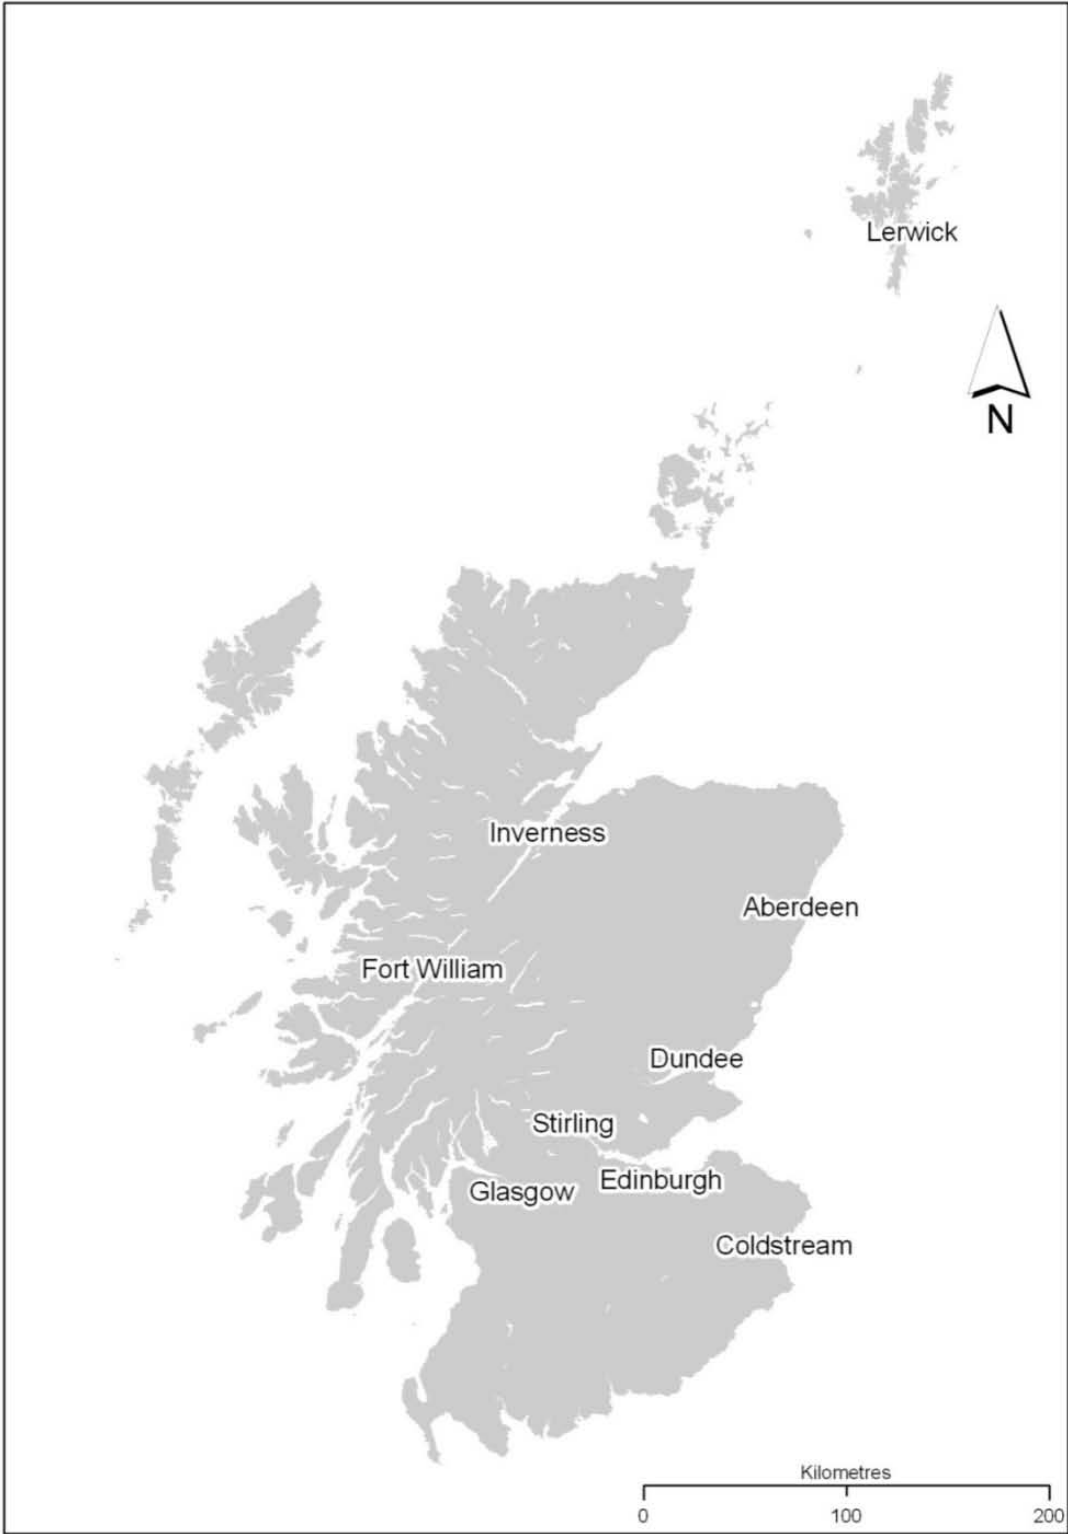 Lerwick
N
Inverness
Aberdeen
Fort William
Dundee
Stirling
Edinburgh
Glasgow
Coldstream
Kilometres
0 100 200